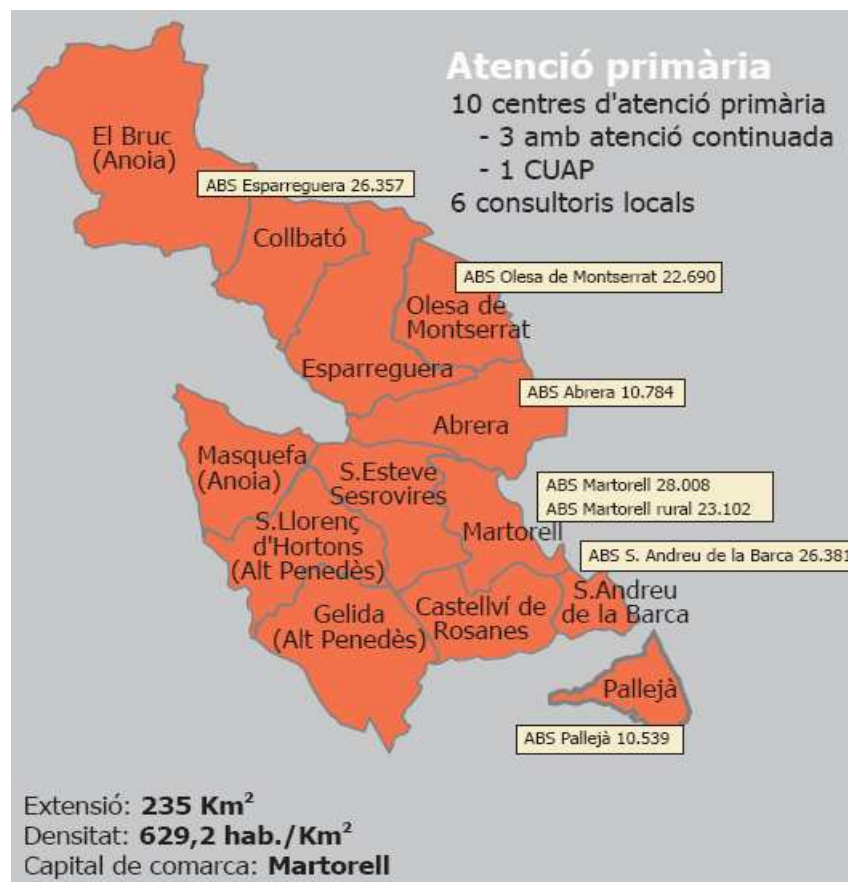 Atenció primària
10 centres d'atenció primària
- 3 amb atenció continuada
- 1 CUAP
6 consultoris locals
El Bruc
(Anoia)
ABS Esparreguera 26.357
Collbató
ABS Olesa de Montserrat 22.690
Olesa de
Montserrat
Esparreguera
ABS Abrera 10.784
Abrera
Masquefa
(Anoia)
S.Esteve
Sesrovires
ABS Martorell 28.008
ABS Martorell rural 23.102
Martorell
S.Llorenç
d'Hortons
(Alt Penedès)
ABS S. Andreu de la Barca 26.381
S.Andreu
de la Barca
Castellví de
Rosanes
Gelida
(Alt Penedès)
Pallejà
ABS Pallejà 10.539
Extensió: 235 Km²
Densitat: 629,2 hab./Km²
Capital de comarca: Martorell